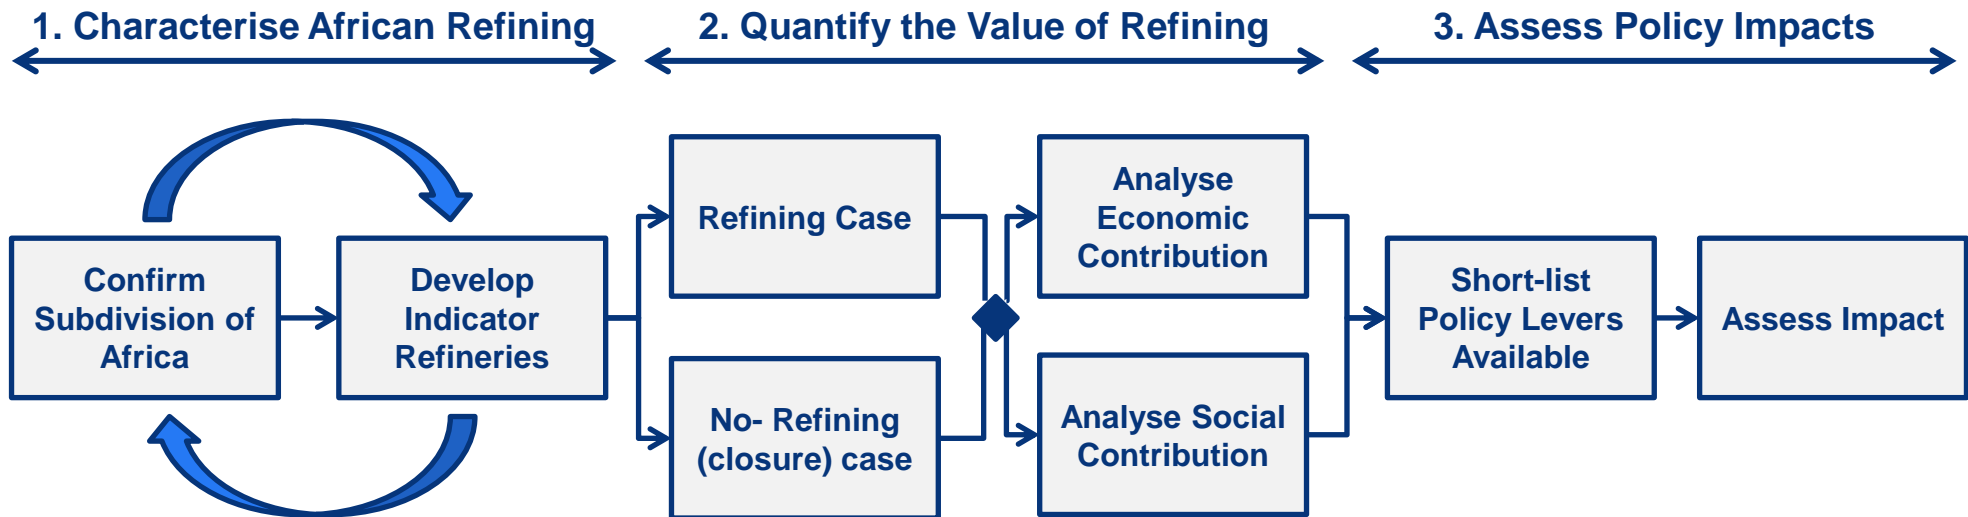 1. Characterise African Refining
2. Quantify the Value of Refining
3. Assess Policy Impacts
Confirm
Subdivision of
Africa
Develop
Indicator
Refineries
Refining Case
No- Refining
(closure) case
Analyse
Economic
Contribution
Analyse Social
Contribution
Short-list
Policy Levers
Available
Assess Impact